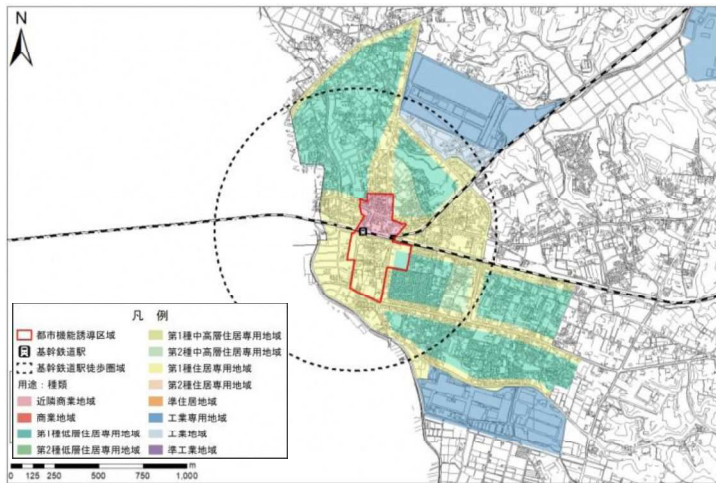 N
凡 例
都市機能誘導区域
基幹鉄道駅
基幹鉄道駅徒歩圏域
用途：種類
近隣商業地域
商業地域
第1種低層住居専用地域
第2種低層住居専用地域
第1種中高層住居専用地域
第2種中高層住居専用地域
第1種住居専用地域
第2種住居専用地域
準住居地域
工業専用地域
工業地域
準工業地域
0 125 250 500 750 1,000
m